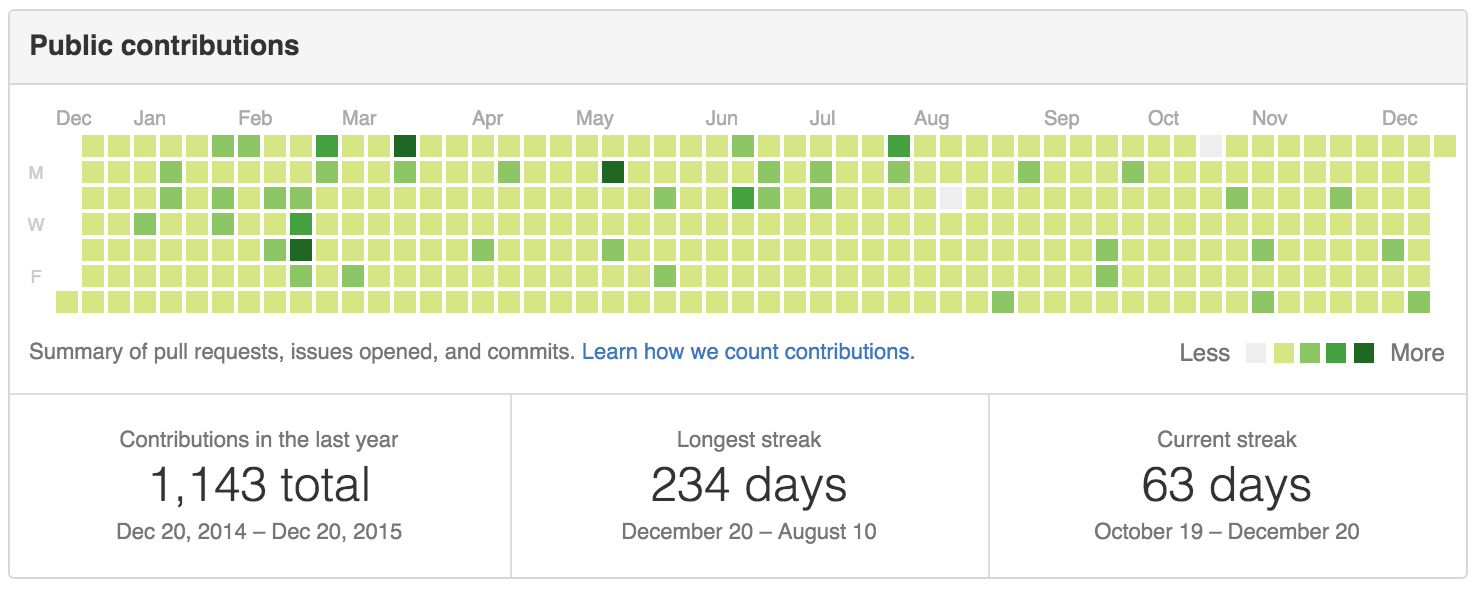 Public contributions
Dec Jan Feb Mar Apr May Jun Jul Aug Sep Oct Nov Dec
M
W
F
Summary of pull requests, issues opened, and commits. Learn how we count contributions.
Less More
Contributions in the last year
1,143 total
Dec 20, 2014 – Dec 20, 2015
Longest streak
234 days
December 20 – August 10
Current streak
63 days
October 19 – December 20